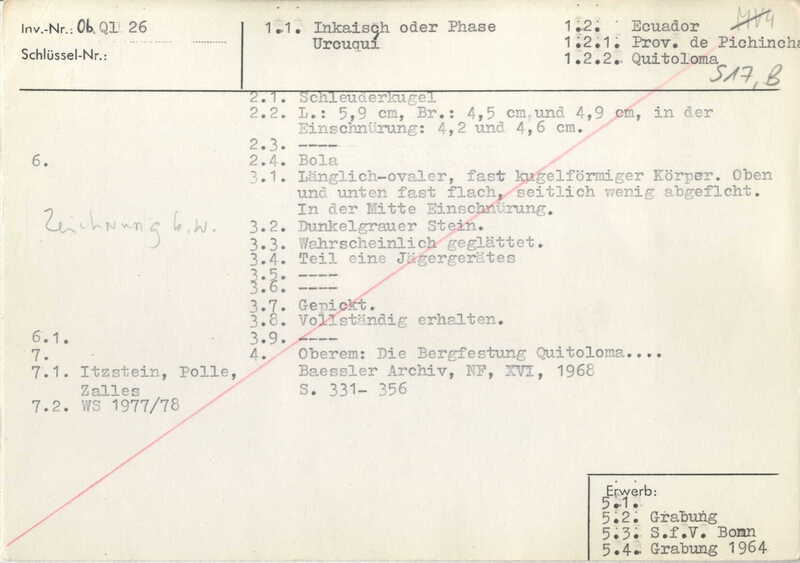 Inv.-Nr.: Ob. QI 26
Schlüssel-Nr.:
1.1. Inkaisch oder Phase
Urcuquí
1.2. Ecuador
1.2.1. Prov. de Pichincha
1.2.2. Quitoloma
S17, B
2.1. Schleuderkugel
2.2. L.: 5,9 cm, Br.: 4,5 cm und 4,9 cm, in der
Einschnürung: 4,2 und 4,6 cm.
2.3. ----
6.
2.4. Bola
3.1. Länglich-ovaler, fast kugelförmiger Körper. Oben
und unten fast flach, seitlich wenig abgeflcht.
In der Mitte Einschnürung.
Zeichnung b.w.
3.2. Dunkelgrauer Stein.
3.3. Wahrscheinlich geglättet.
3.4. Teil eine Jägergerätes
3.5. ----
3.6. ----
3.7. Gepickt.
3.8. Vollständig erhalten.
6.1.
3.9. ----
7.
4. Oberem: Die Bergfestung Quitoloma....
Baessler Archiv, NF, XVI, 1968
S. 331- 356
7.1. Itzstein, Polle,
Zalles
7.2. WS 1977/78
Erwerb:
5.1.
5.2. Grabung
5.3. S.f.V. Bonn
5.4. Grabung 1964